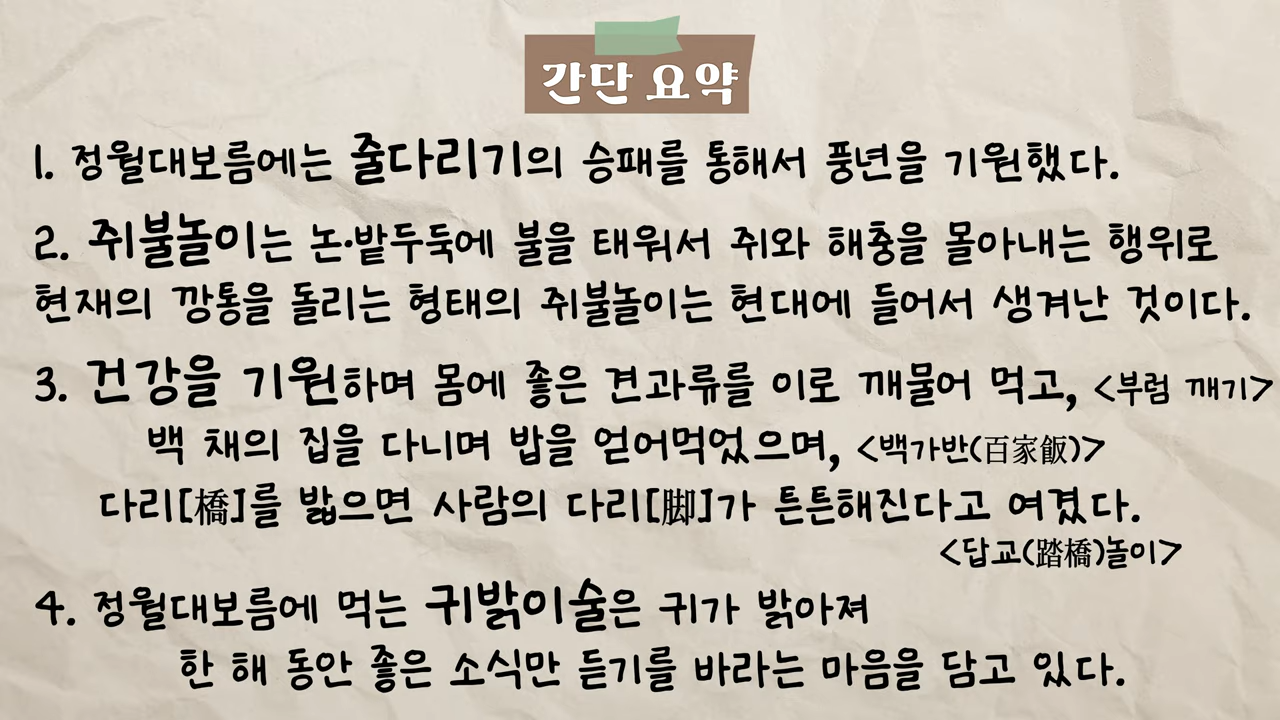 간단 요약
1. 정월대보름에는 줄다리기의 승패를 통해서 풍년을 기원했다.
2. 쥐불놀이는 논·밭두둑에 불을 태워서 쥐와 해충을 몰아내는 행위로
현재의 깡통을 돌리는 형태의 쥐불놀이는 현대에 들어서 생겨난 것이다.
3. 건강을 기원하며 몸에 좋은 견과류를 이로 깨물어 먹고, <부럼 깨기>
백 채의 집을 다니며 밥을 얻어먹었으며, <백가반(百家飯)>
다리[橋]를 밟으면 사람의 다리[脚]가 튼튼해진다고 여겼다.
<답교(踏橋)놀이>
4. 정월대보름에 먹는 귀밝이술은 귀가 밝아져
한 해 동안 좋은 소식만 듣기를 바라는 마음을 담고 있다.